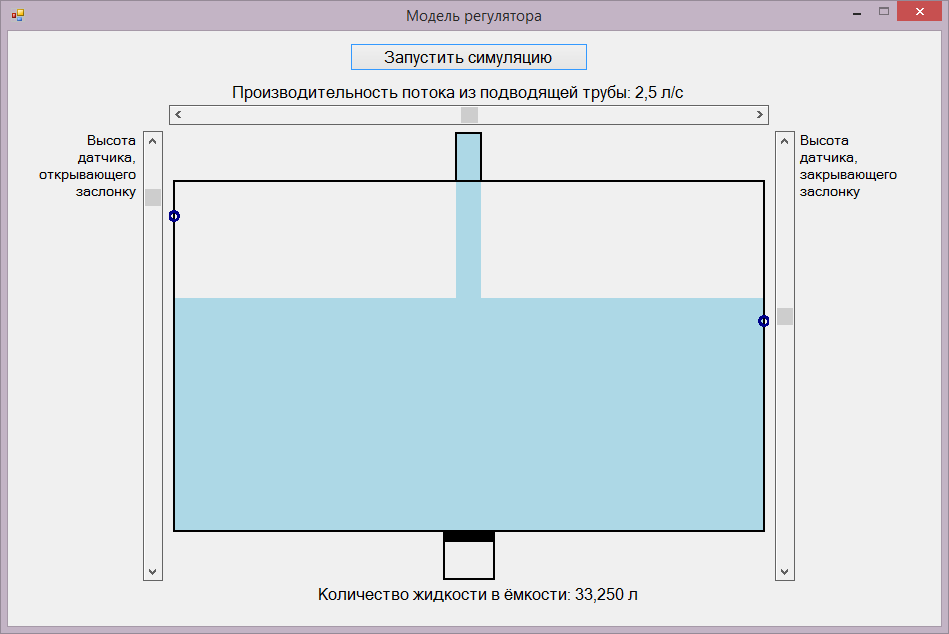 Модель регулятора
Запустить симуляцию
Производительность потока из подводящей трубы: 2,5 л/с
Высота
датчика,
открывающего
заслонку
Высота
датчика,
закрывающего
заслонку
Количество жидкости в ёмкости: 33,250 л